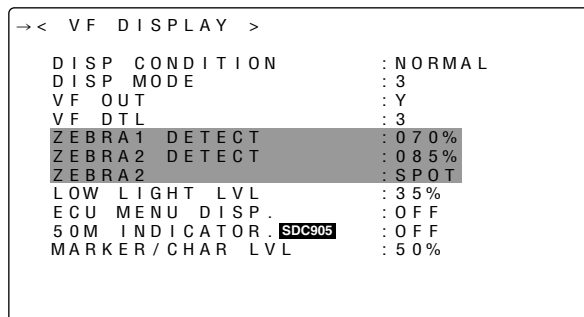 →< VF DISPLAY >
DISP CONDITION :NORMAL
DISP MODE :3
VF OUT :Y
VF DTL :3
ZEBRA1 DETECT :070%
ZEBRA2 DETECT :085%
ZEBRA2 :SPOT
LOW LIGHT LVL :35%
ECU MENU DISP. :OFF
50M INDICATOR. SDC905 :OFF
MARKER/CHAR LVL :50%